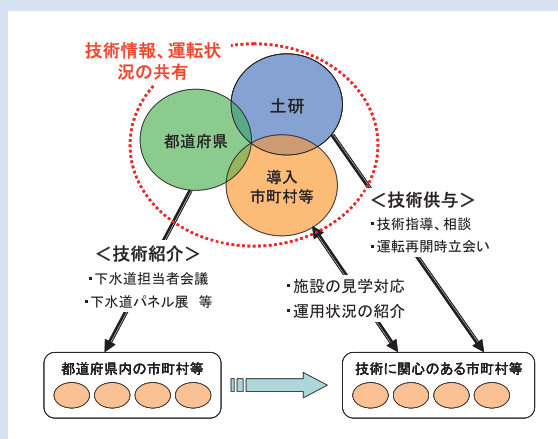 技術情報、運転状
況の共有
土研
都道府県
導入
市町村等
＜技術供与＞
・技術指導、相談
・運転再開時立会い
＜技術紹介＞
・下水道担当者会議
・下水道パネル展 等
・施設の見学対応
・運用状況の紹介
都道府県内の市町村等
技術に関心のある市町村等